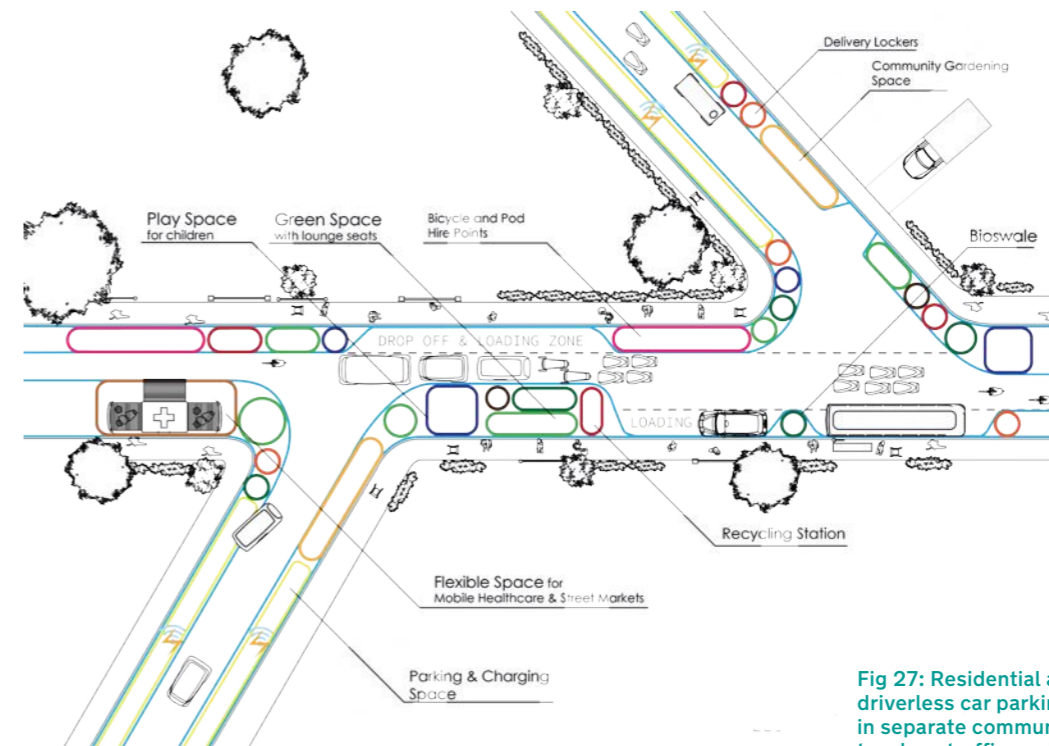 Delivery Lockers
Community Gardening
Space
Play Space
for children
Green Space
with lounge seats
Bicycle and Pod
Hire Points
Bioswale
DROP OFF & LOADING ZONE
LOADING
Recycling Station
Flexible Space for
Mobile Healthcare & Street Markets
Parking & Charging
Space
Fig 27: Residential a
driverless car parkin
in separate commun